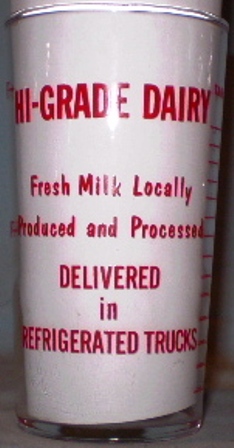 HI-GRADE DAIRY
Fresh Milk Locally
Produced and Processed
DELIVERED
in
REFRIGERATED TRUCKS